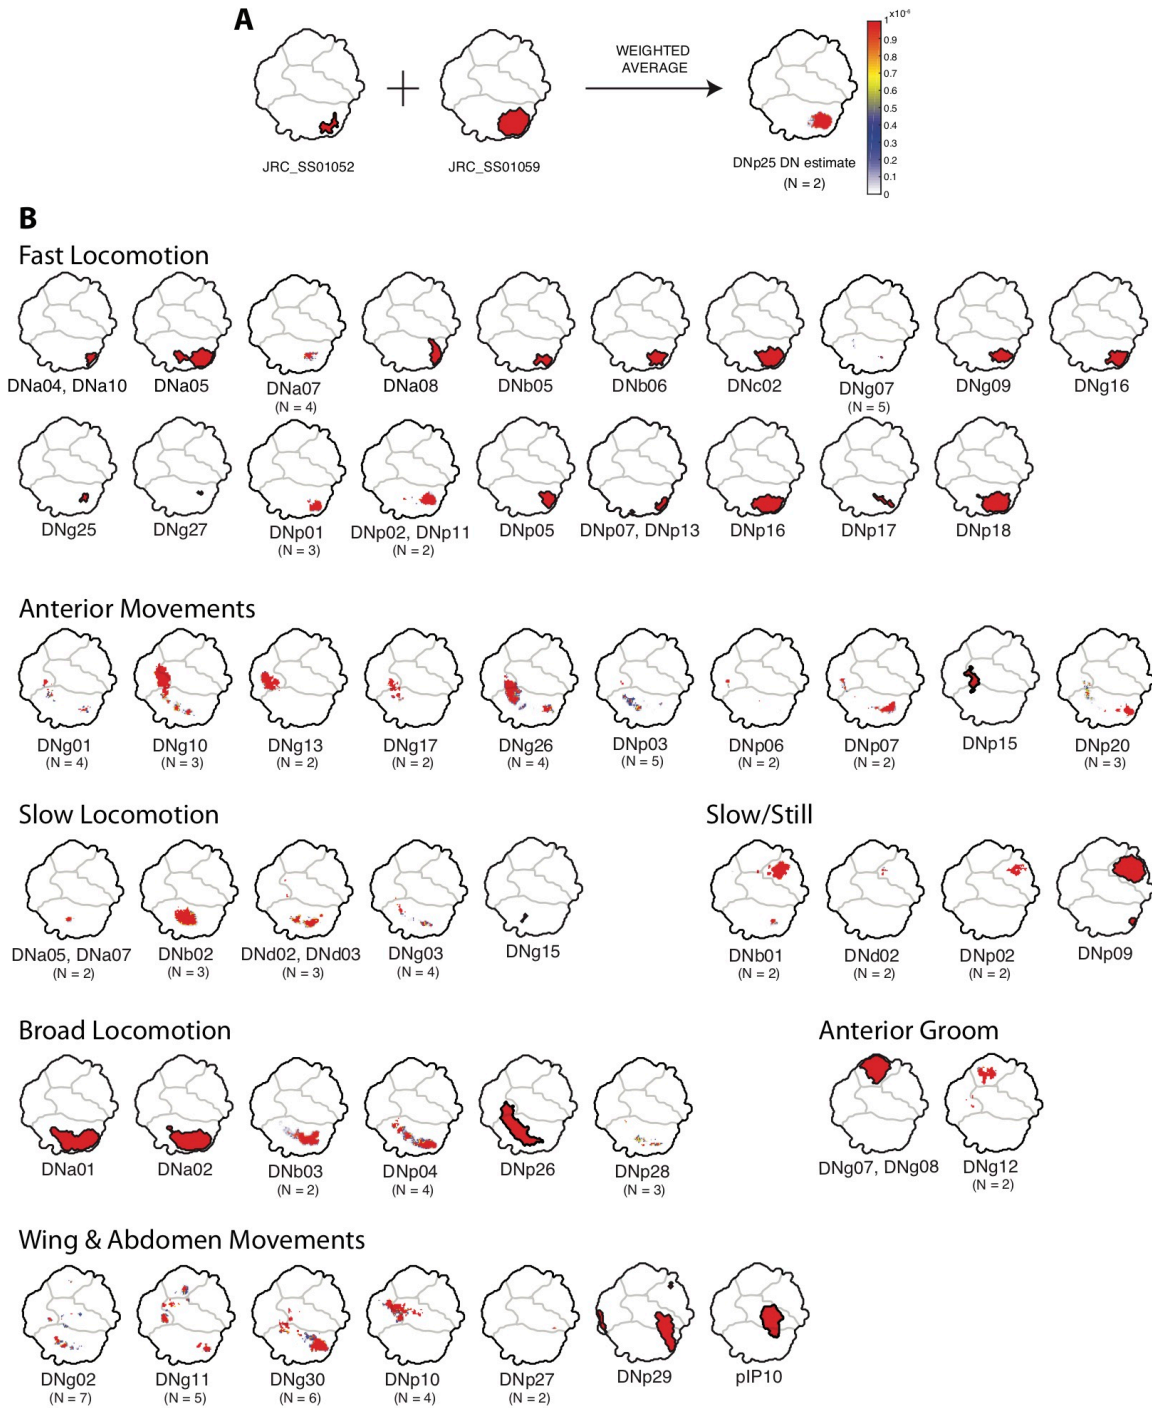 A
WEIGHTED
AVERAGE
JRC_SS01052
JRC_SS01059
DNp25 DN estimate
(N = 2)
1 x10⁻⁶
0.9
0.8
0.7
0.6
0.5
0.4
0.3
0.2
0.1
0
B
Fast Locomotion
DNa04, DNa10 DNa05 DNa07 DNa08 DNb05 DNb06 DNc02 DNg07 DNg09 DNg16
(N = 4) (N = 5)
DNg25 DNg27 DNp01 DNp02, DNp11 DNp05 DNp07, DNp13 DNp16 DNp17 DNp18
(N = 3) (N = 2)
Anterior Movements
DNg01 DNg10 DNg13 DNg17 DNg26 DNp03 DNp06 DNp07 DNp15 DNp20
(N = 4) (N = 3) (N = 2) (N = 2) (N = 4) (N = 5) (N = 2) (N = 2) (N = 3)
Slow Locomotion
DNa05, DNa07 DNb02 DNd02, DNd03 DNg03 DNg15
(N = 2) (N = 3) (N = 3) (N = 4)
Slow/Still
DNb01 DNd02 DNp02 DNp09
(N = 2) (N = 2) (N = 2)
Broad Locomotion
DNa01 DNa02 DNb03 DNp04 DNp26 DNp28
(N = 2) (N = 4) (N = 3)
Anterior Groom
DNg07, DNg08 DNg12
(N = 2)
Wing & Abdomen Movements
DNg02 DNg11 DNg30 DNp10 DNp27 DNp29 pIP10
(N = 7) (N = 5) (N = 6) (N = 4) (N = 2)